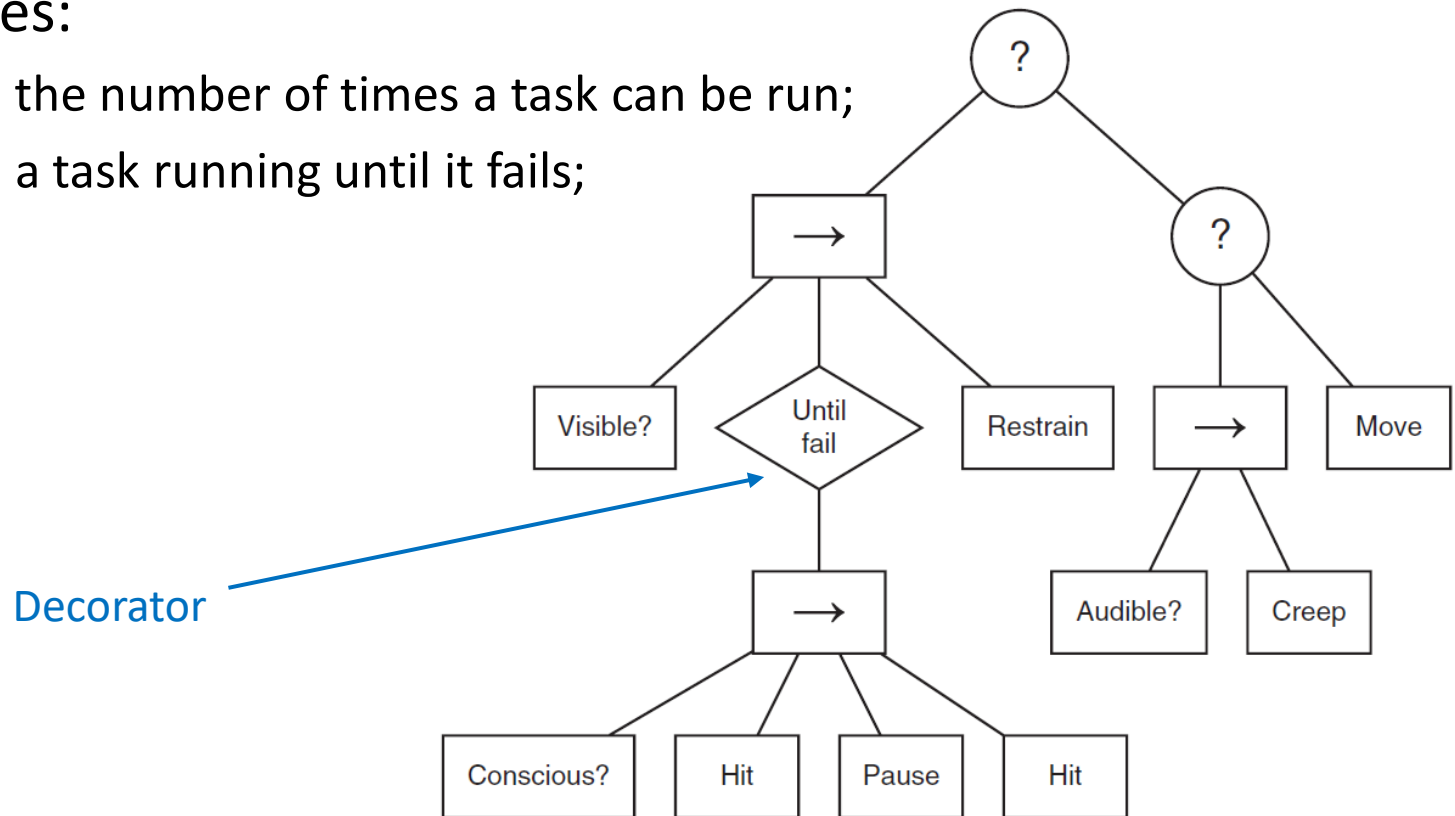 es:
the number of times a task can be run;
a task running until it fails;
?
→
?
Visible?
Until
fail
Restrain
→
Move
Decorator
→
Audible?
Creep
Conscious?
Hit
Pause
Hit